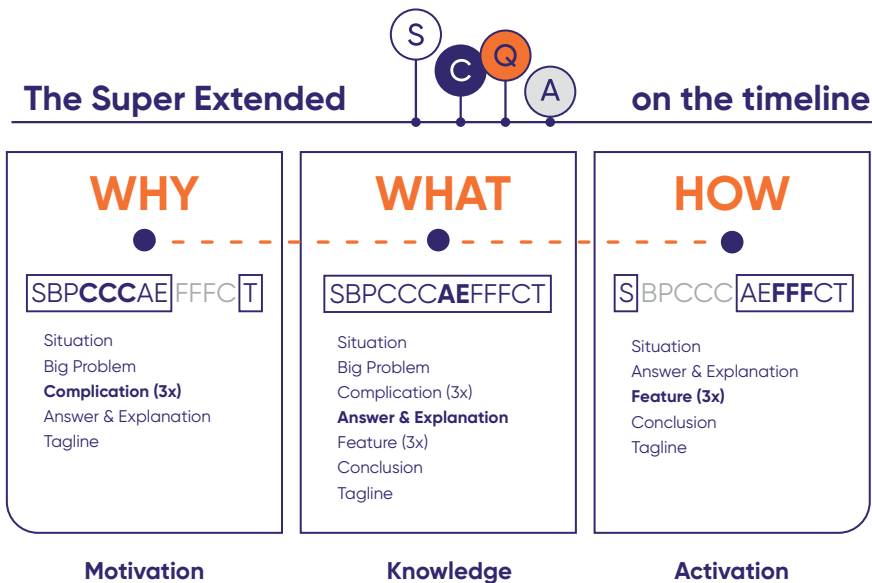 The Super Extended S C Q A on the timeline
WHY
SBPCCCAEFFFCT
Situation
Big Problem
Complication (3x)
Answer & Explanation
Tagline
Motivation
WHAT
SBPCCCAEFFFCT
Situation
Big Problem
Complication (3x)
Answer & Explanation
Feature (3x)
Conclusion
Tagline
Knowledge
HOW
SBPCCCAEFFFCT
Situation
Answer & Explanation
Feature (3x)
Conclusion
Tagline
Activation